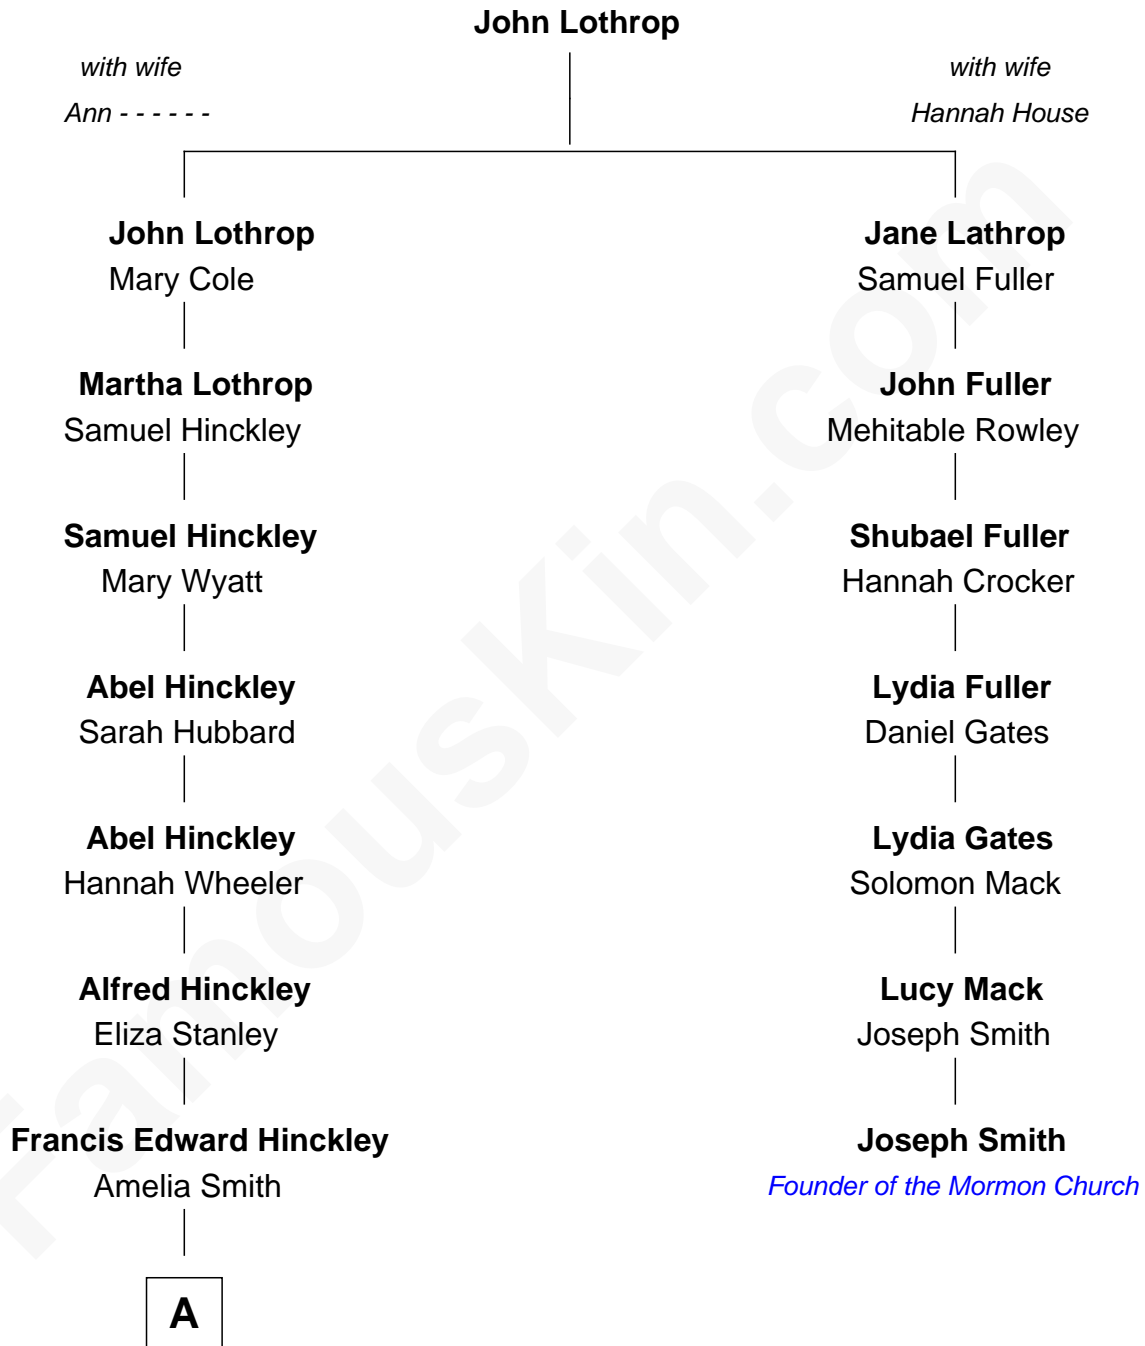 John Lothrop
with wife
Ann - - - - - -
with wife
Hannah House
John Lothrop
Mary Cole
Martha Lothrop
Samuel Hinckley
Samuel Hinckley
Mary Wyatt
Abel Hinckley
Sarah Hubbard
Abel Hinckley
Hannah Wheeler
Alfred Hinckley
Eliza Stanley
Francis Edward Hinckley
Amelia Smith
A
Jane Lathrop
Samuel Fuller
John Fuller
Mehitable Rowley
Shubael Fuller
Hannah Crocker
Lydia Fuller
Daniel Gates
Lydia Gates
Solomon Mack
Lucy Mack
Joseph Smith
Joseph Smith
Founder of the Mormon Church
FamousKin.com